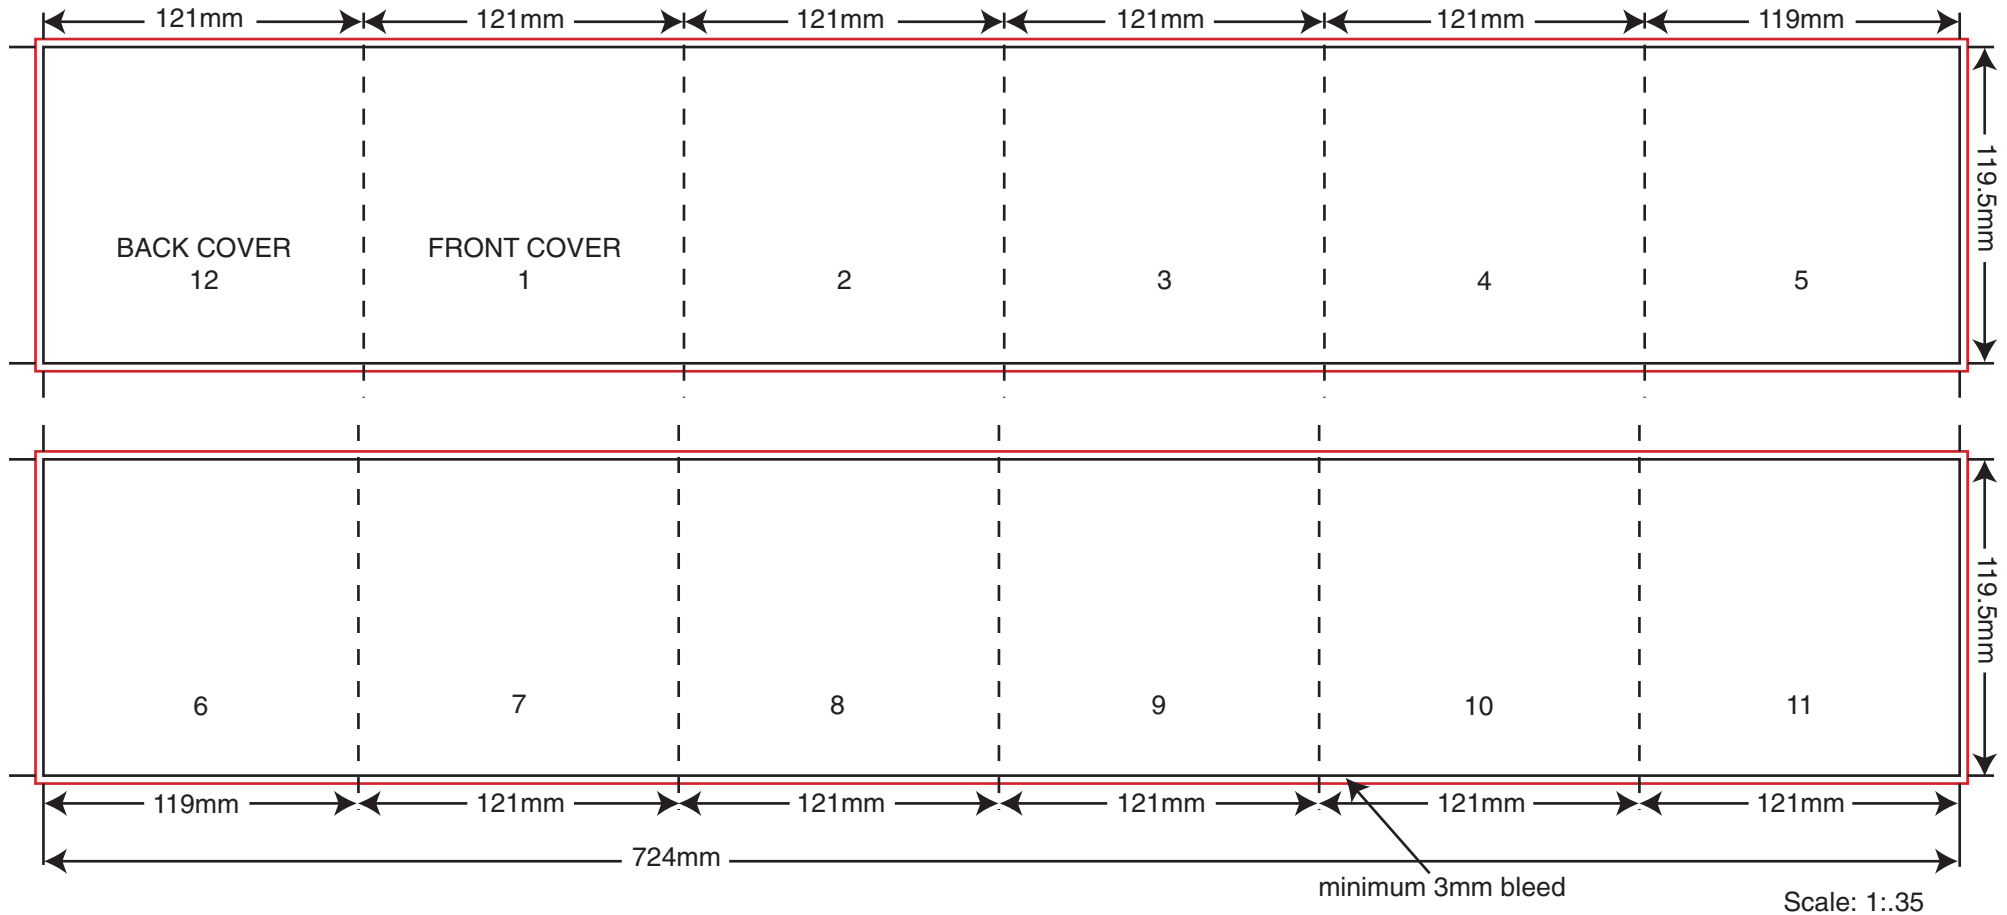 121mm 121mm 121mm 121mm 121mm 119mm
119.5mm
BACK COVER
12
FRONT COVER
1
2
3
4
5
119.5mm
6
7
8
9
10
11
119mm 121mm 121mm 121mm 121mm 121mm
724mm
minimum 3mm bleed
Scale: 1:.35